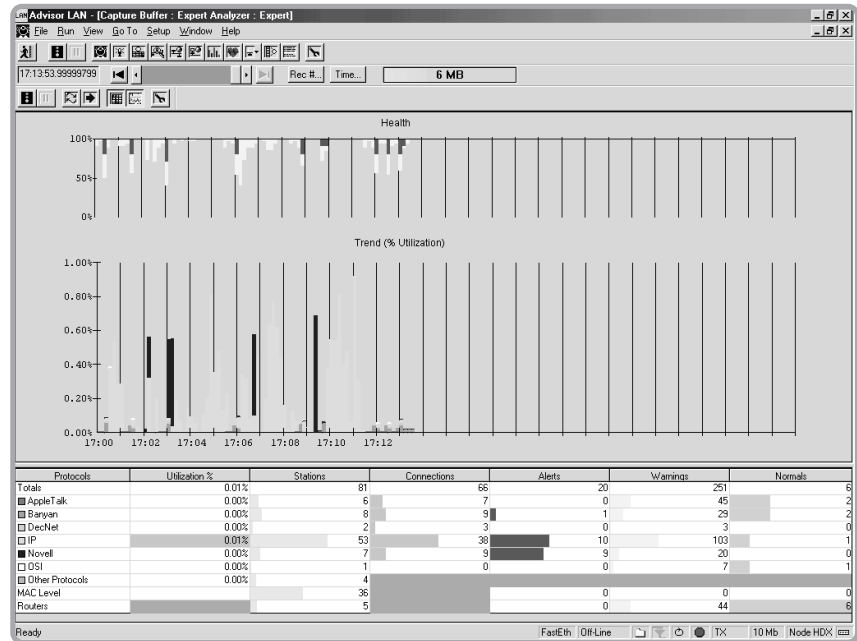 LAN Advisor LAN - [Capture Buffer : Expert Analyzer : Expert]
File Run View Go To Setup Window Help
17:13:53.99999799 Rec #... Time... 6 MB
Health
100%
50%
0%
Trend (% Utilization)
1.00%
0.80%
0.60%
0.40%
0.20%
0.00%
17:00 17:02 17:04 17:06 17:08 17:10 17:12
Protocols Utilization % Stations Connections Alerts Warnings Normals
Totals 0.01% 81 66 20 251 6
AppleTalk 0.00% 6 7 0 45 2
Banyan 0.00% 8 9 1 29 2
DecNet 0.00% 2 3 0 3 0
IP 0.01% 53 38 10 103 1
Novell 0.00% 7 9 9 20 0
OSI 0.00% 1 0 0 7 1
Other Protocols 0.00% 4
MAC Level 36 0 0 0
Routers 5 0 44 6
Ready FastEth Off-Line TX 10 Mb Node HDX